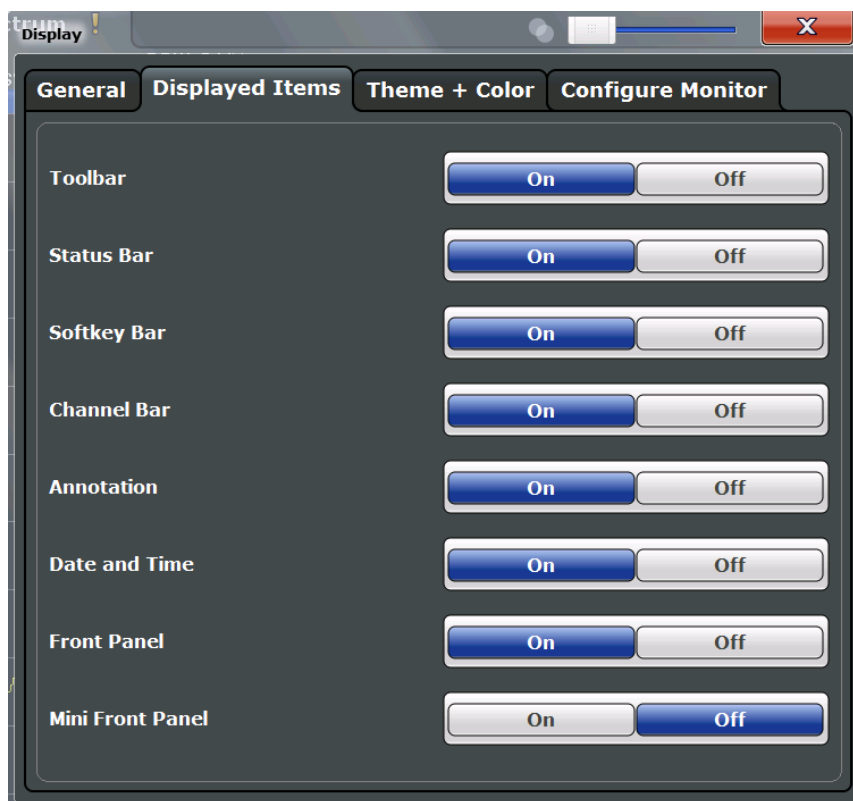 ctrum !
Display
X
General Displayed Items Theme + Color Configure Monitor
Toolbar On Off
Status Bar On Off
Softkey Bar On Off
Channel Bar On Off
Annotation On Off
Date and Time On Off
Front Panel On Off
Mini Front Panel On Off